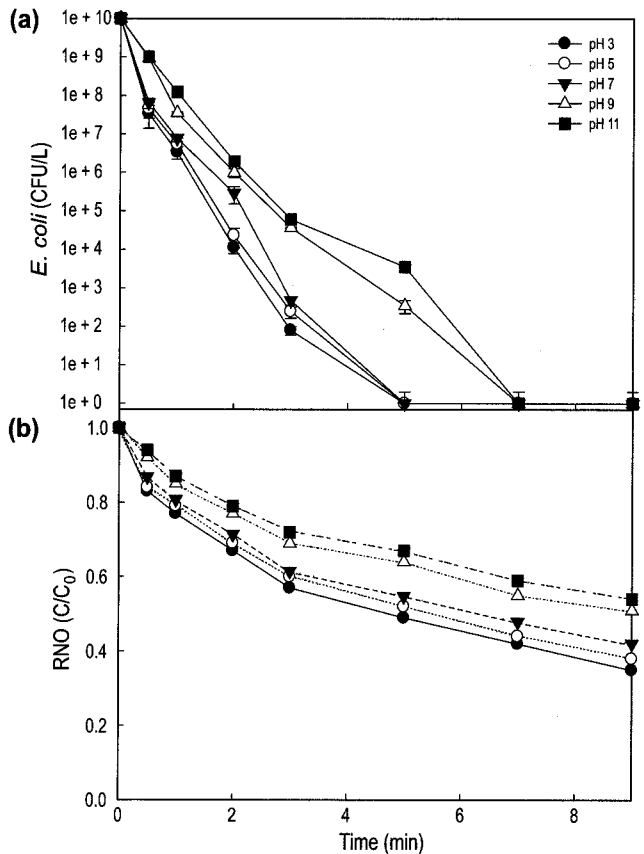 (a)
1e + 10
1e + 9
1e + 8
1e + 7
1e + 6
1e + 5
1e + 4
1e + 3
1e + 2
1e + 1
1e + 0
E. coli (CFU/L)
pH 3
pH 5
pH 7
pH 9
pH 11
(b)
1.0
0.8
0.6
0.4
0.2
0.0
RNO (C/C₀)
0
2
4
6
8
Time (min)